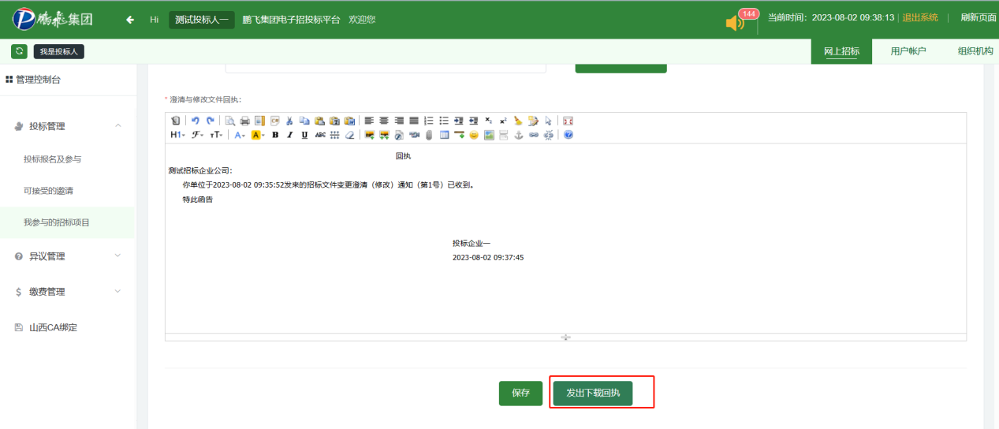 鹏飞集团
Hi 测试投标人一 鹏飞集团电子招投标平台 欢迎您
144
当前时间：2023-08-02 09:38:13 退出系统 刷新页面
我是投标人
网上招标 用户帐户 组织机构
管理控制台
投标管理
投标报名及参与
可接受的邀请
我参与的招标项目
异议管理
缴费管理
山西CA绑定
* 澄清与修改文件回执：
H1 F TT A A B I U ABC
回执
测试招标企业公司：
你单位于2023-08-02 09:35:52发来的招标文件变更澄清（修改）通知（第1号）已收到。
特此函告
投标企业一
2023-08-02 09:37:45
保存 发出下载回执